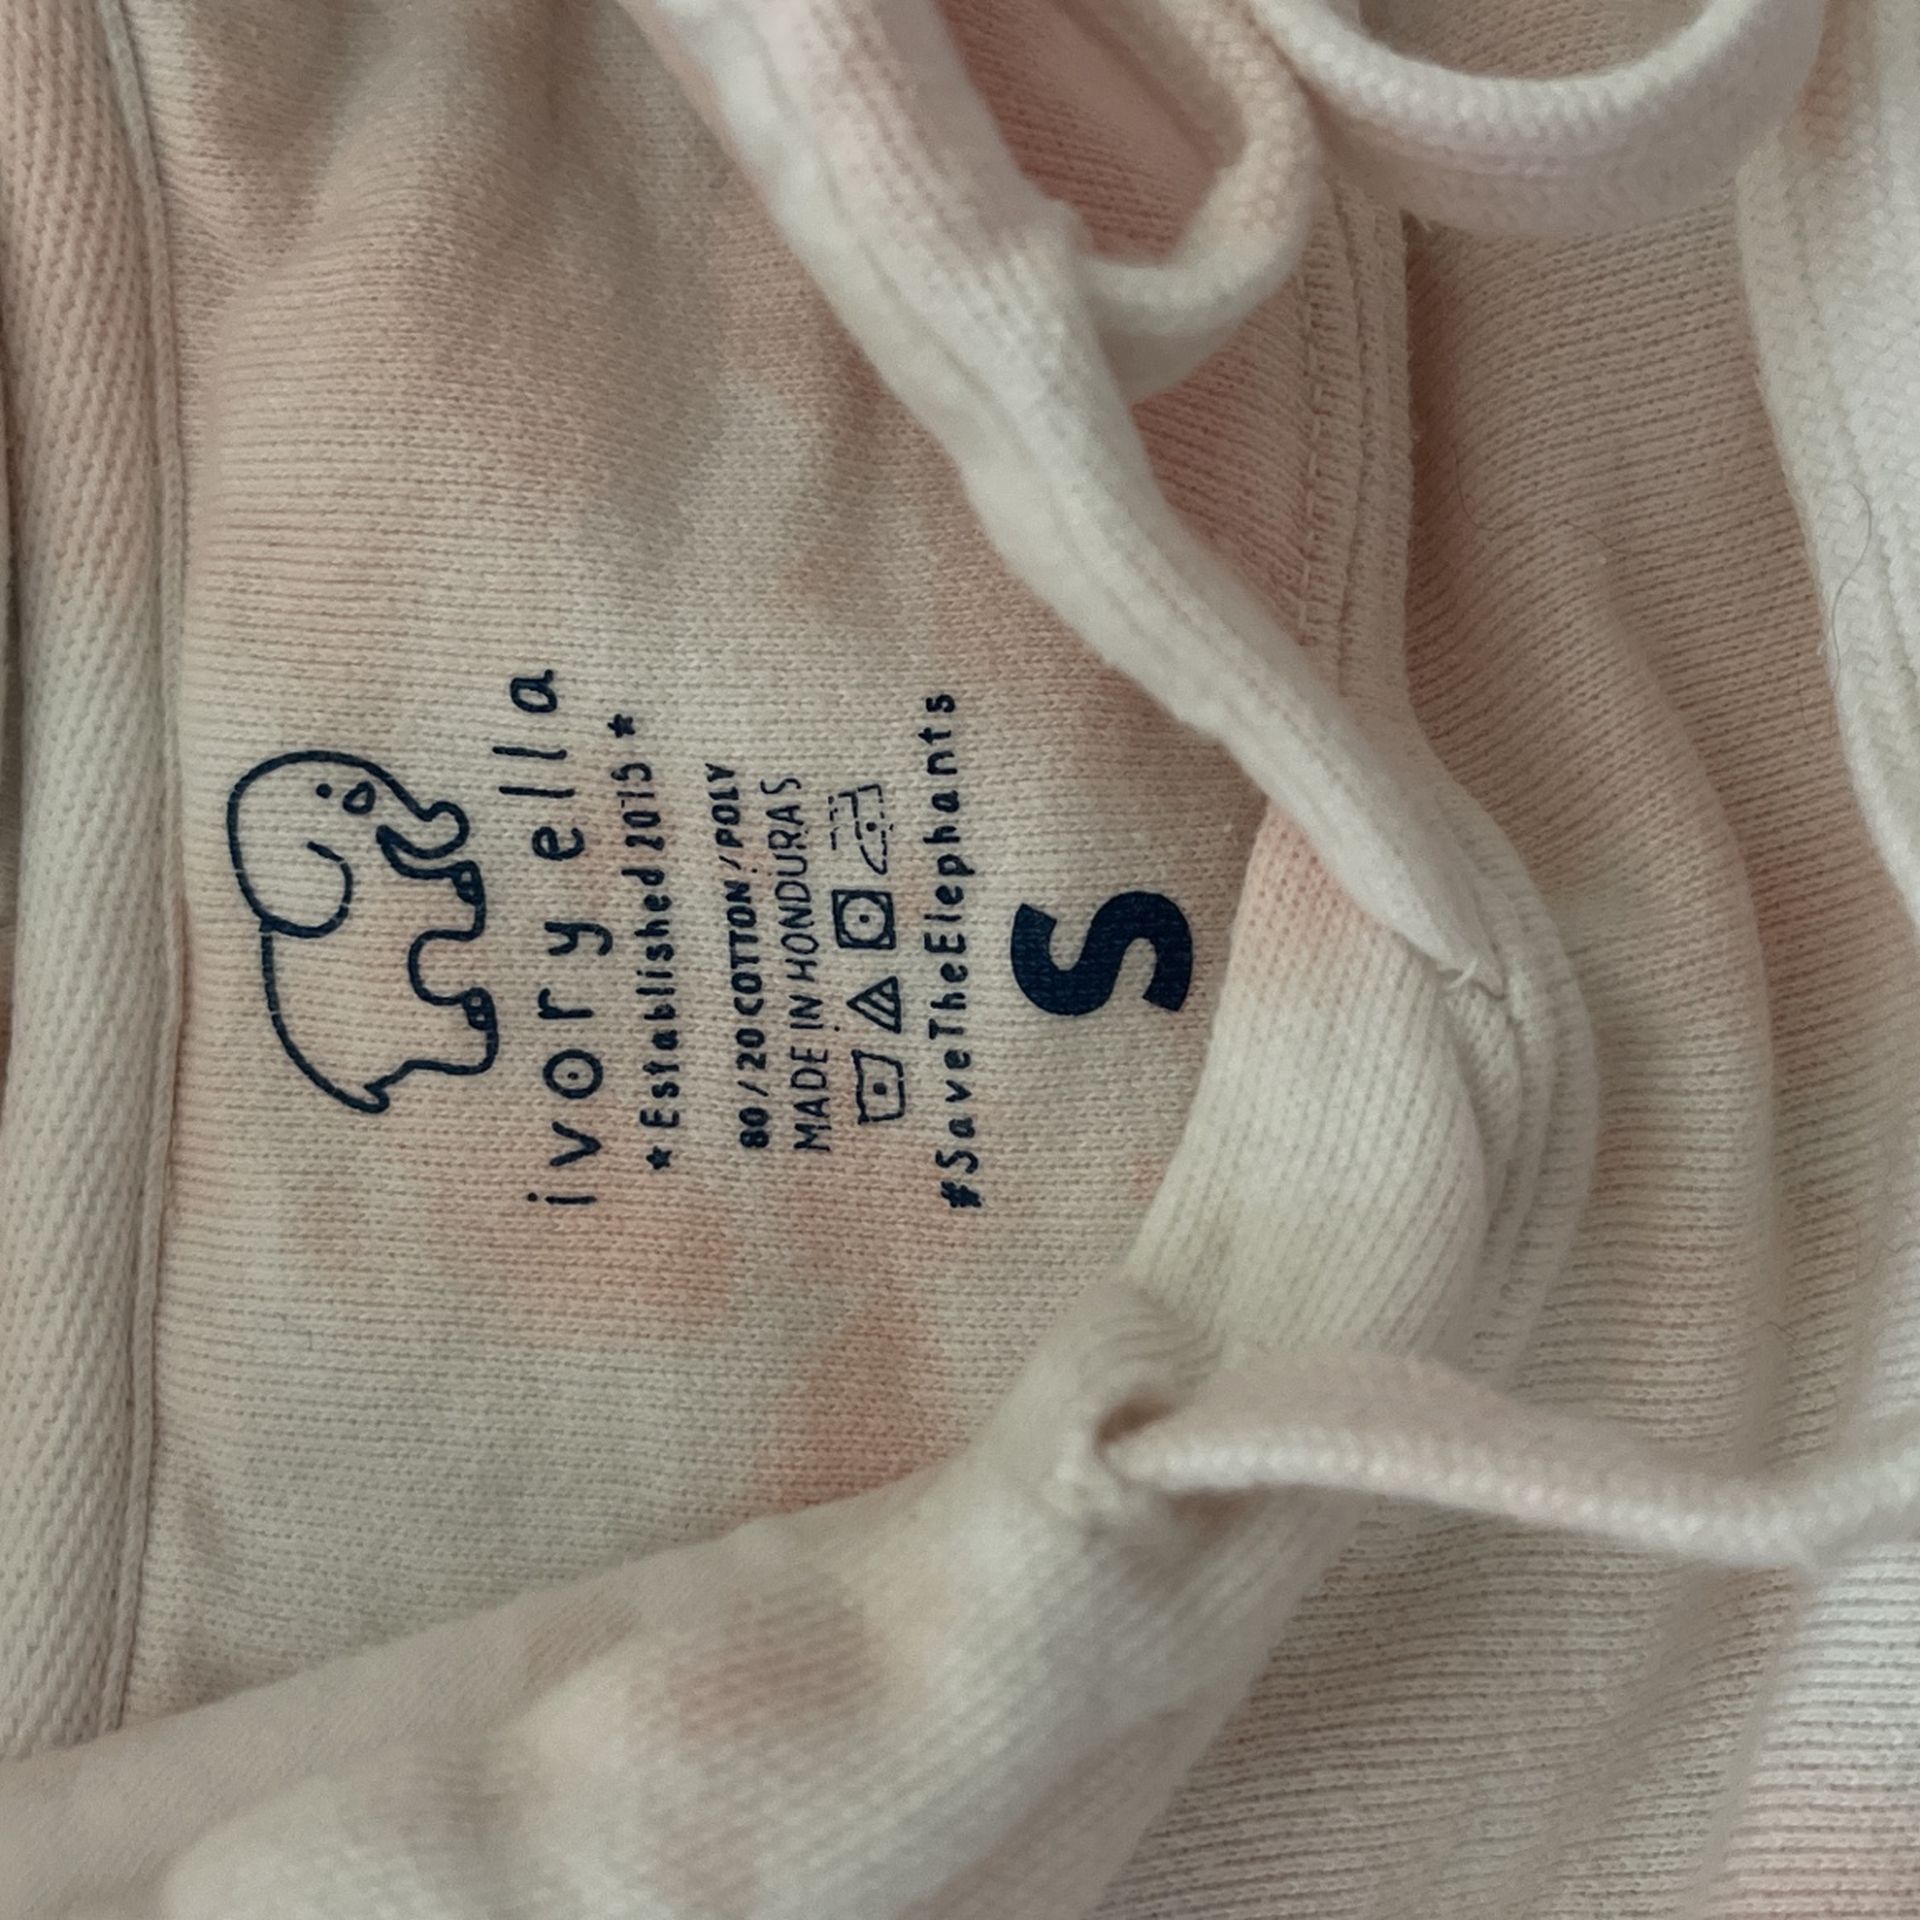 ivory ella
★ Established 2015 ★
80/20 COTTON/POLY
MADE IN HONDURAS
#SaveTheElephants
S